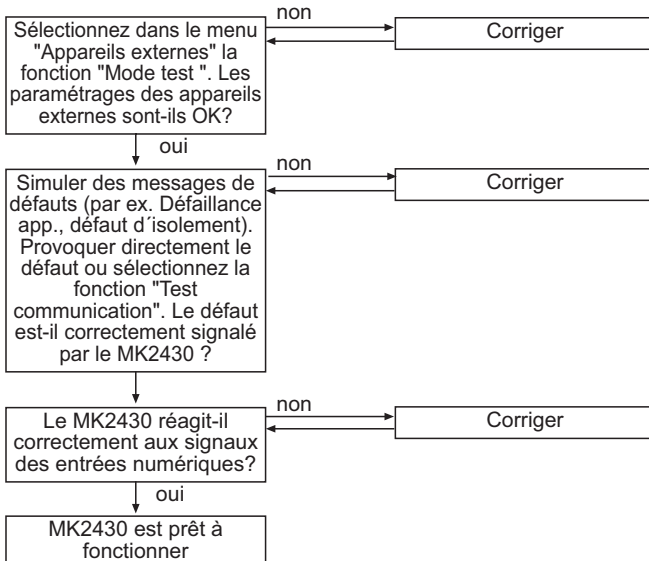 Sélectionnez dans le menu
"Appareils externes" la
fonction "Mode test ". Les
paramétrages des appareils
externes sont-ils OK?
non
Corriger
oui
Simuler des messages de
défauts (par ex. Défaillance
app., défaut d´isolement).
Provoquer directement le
défaut ou sélectionnez la
fonction "Test
communication". Le défaut
est-il correctement signalé
par le MK2430 ?
non
Corriger
Le MK2430 réagit-il
correctement aux signaux
des entrées numériques?
non
Corriger
oui
MK2430 est prêt à
fonctionner